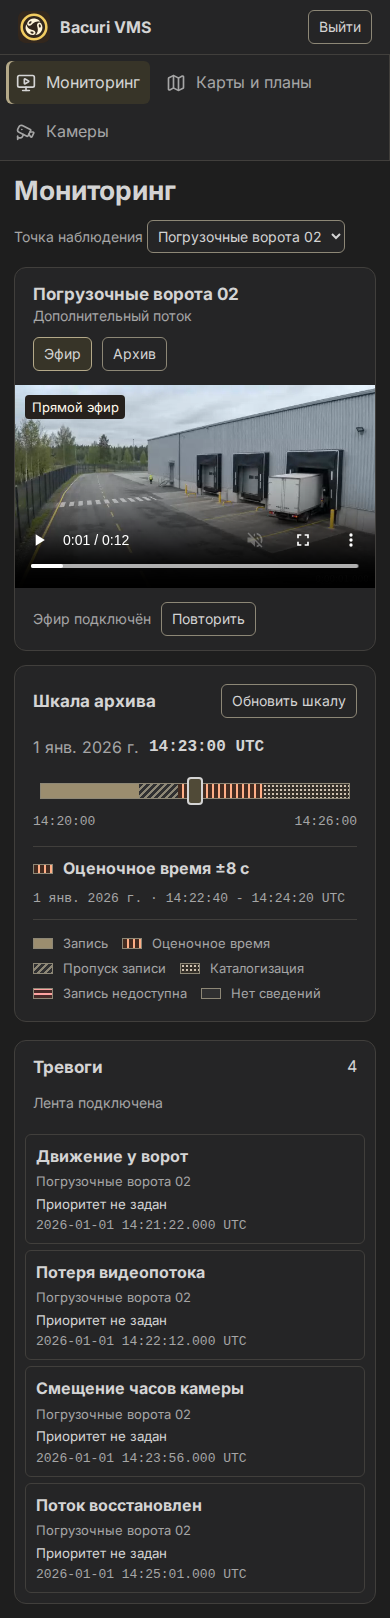 Bacuri VMS
Выйти
Мониторинг
Карты и планы
Камеры
Мониторинг
Точка наблюдения
Погрузочные ворота 02
Погрузочные ворота 02
Дополнительный поток
Эфир
Архив
Прямой эфир
0:01 / 0:12
Эфир подключён
Повторить
Шкала архива
Обновить шкалу
1 янв. 2026 г. 14:23:00 UTC
14:20:00
14:26:00
Оценочное время ±8 с
1 янв. 2026 г. · 14:22:40 - 14:24:20 UTC
Запись
Оценочное время
Пропуск записи
Каталогизация
Запись недоступна
Нет сведений
Тревоги
4
Лента подключена
Движение у ворот
Погрузочные ворота 02
Приоритет не задан
2026-01-01 14:21:22.000 UTC
Потеря видеопотока
Погрузочные ворота 02
Приоритет не задан
2026-01-01 14:22:12.000 UTC
Смещение часов камеры
Погрузочные ворота 02
Приоритет не задан
2026-01-01 14:23:56.000 UTC
Поток восстановлен
Погрузочные ворота 02
Приоритет не задан
2026-01-01 14:25:01.000 UTC